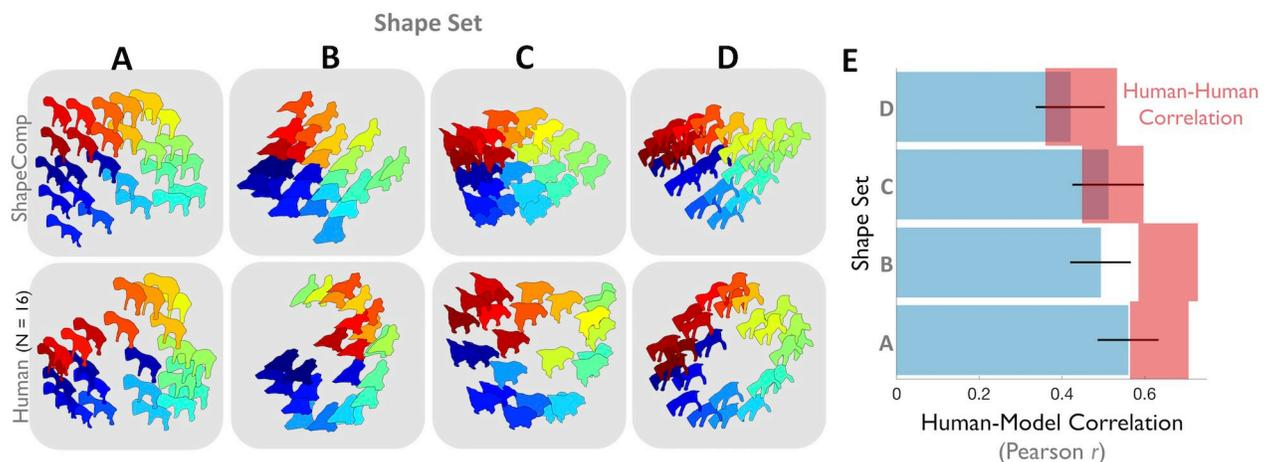 Shape Set
A
B
C
D
ShapeComp
Human (N = 16)
E
Human-Human
Correlation
Shape Set
D
C
B
A
0
0.2
0.4
0.6
Human-Model Correlation
(Pearson r)